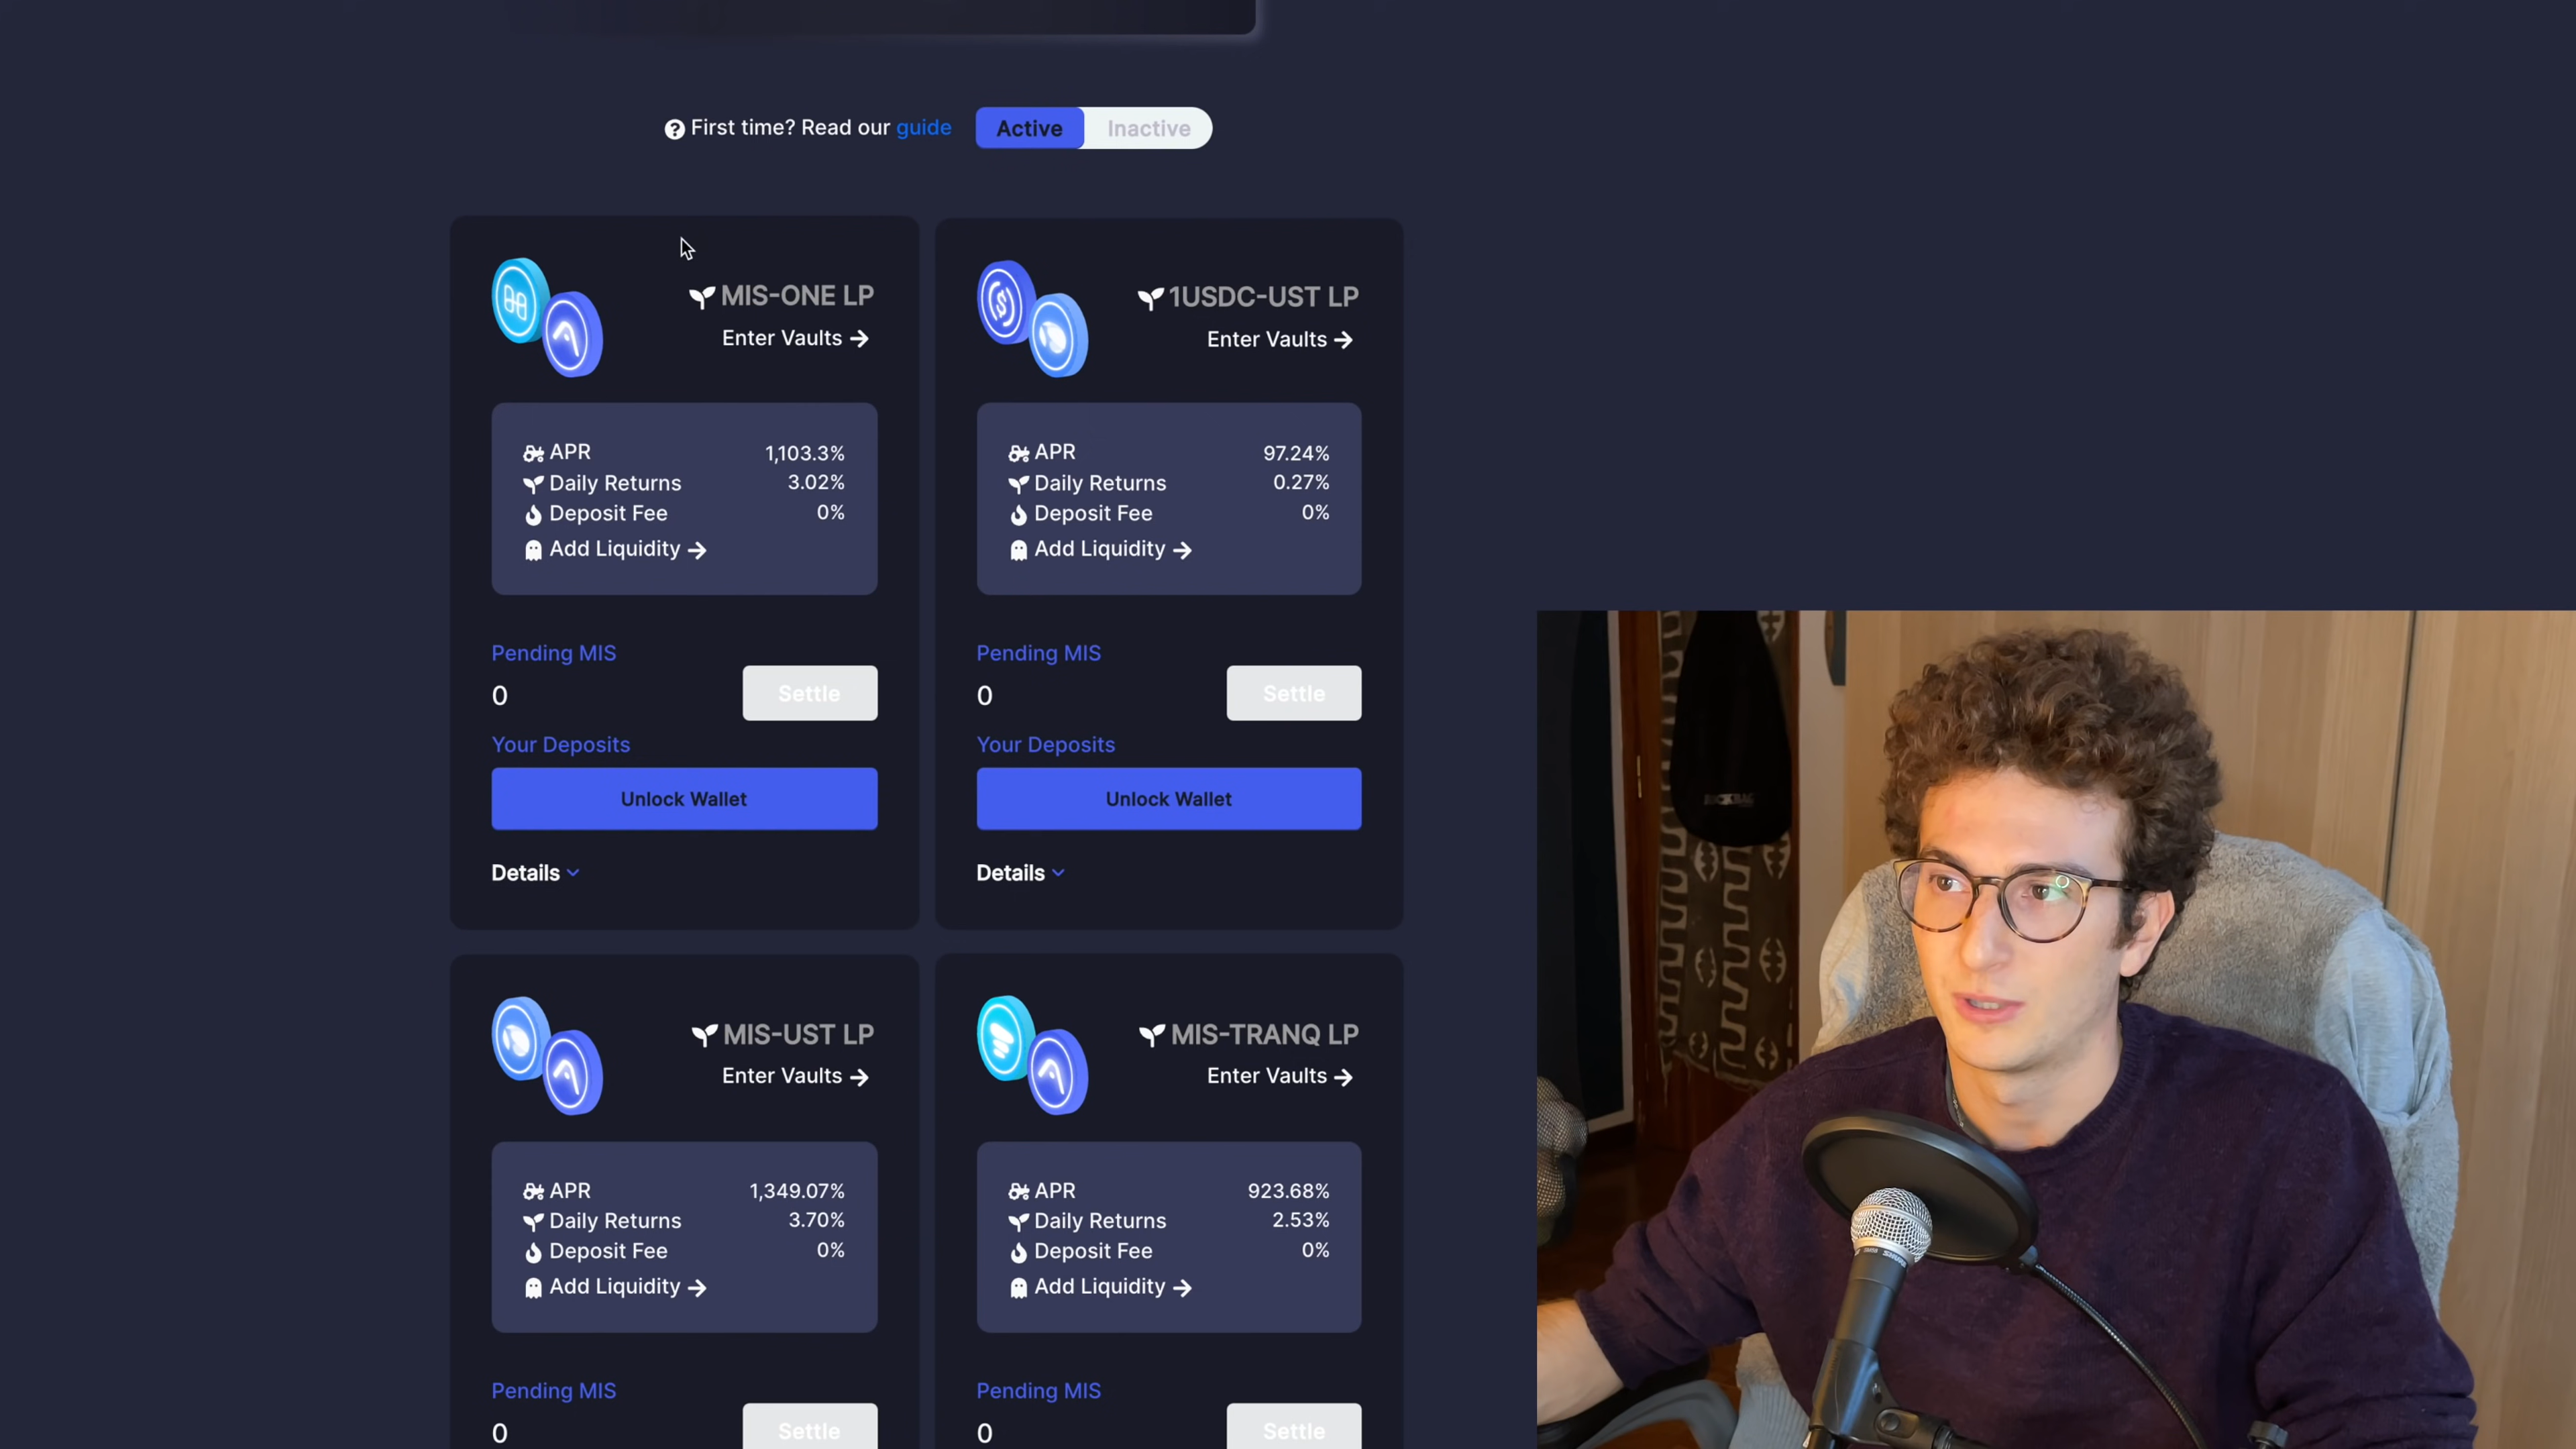 First time? Read our guide
Active
Inactive
MIS-ONE LP
Enter Vaults
APR 1,103.3%
Daily Returns 3.02%
Deposit Fee 0%
Add Liquidity
Pending MIS
0
Settle
Your Deposits
Unlock Wallet
Details
1USDC-UST LP
Enter Vaults
APR 97.24%
Daily Returns 0.27%
Deposit Fee 0%
Add Liquidity
Pending MIS
0
Settle
Your Deposits
Unlock Wallet
Details
MIS-UST LP
Enter Vaults
APR 1,349.07%
Daily Returns 3.70%
Deposit Fee 0%
Add Liquidity
Pending MIS
0
Settle
MIS-TRANQ LP
Enter Vaults
APR 923.68%
Daily Returns 2.53%
Deposit Fee 0%
Add Liquidity
Pending MIS
0
Settle